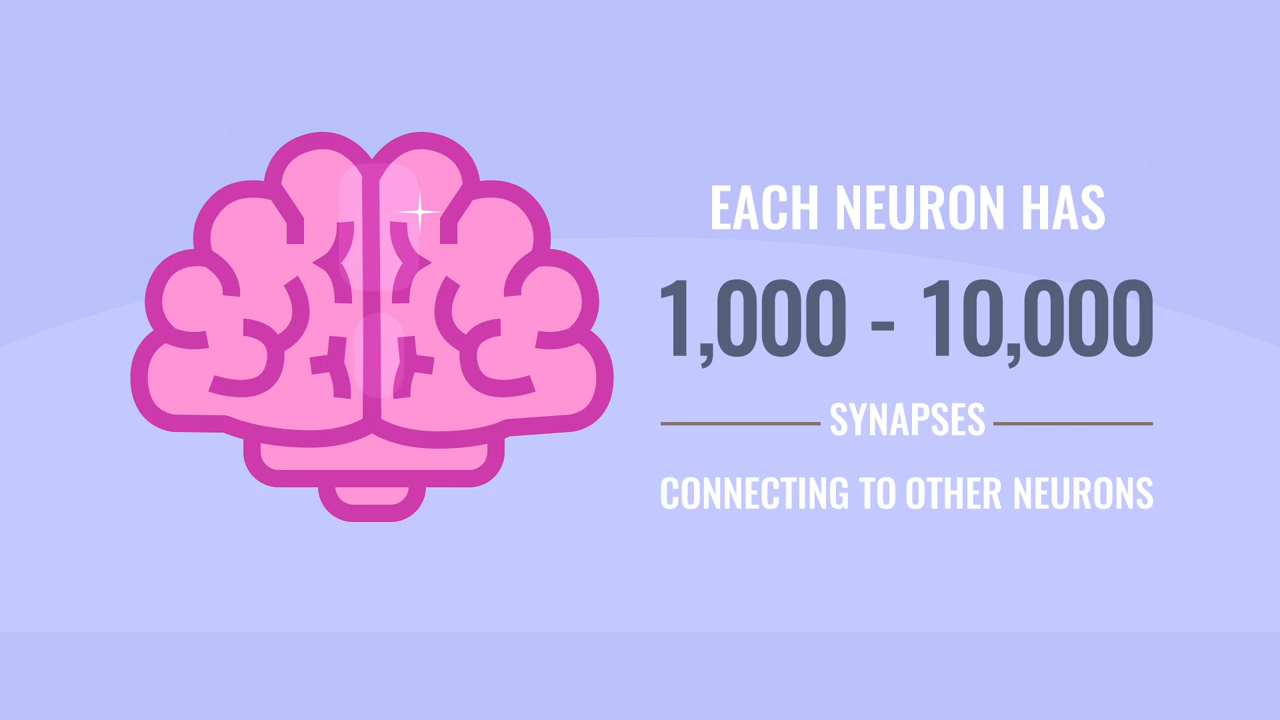 EACH NEURON HAS
1,000 - 10,000
SYNAPSES
CONNECTING TO OTHER NEURONS